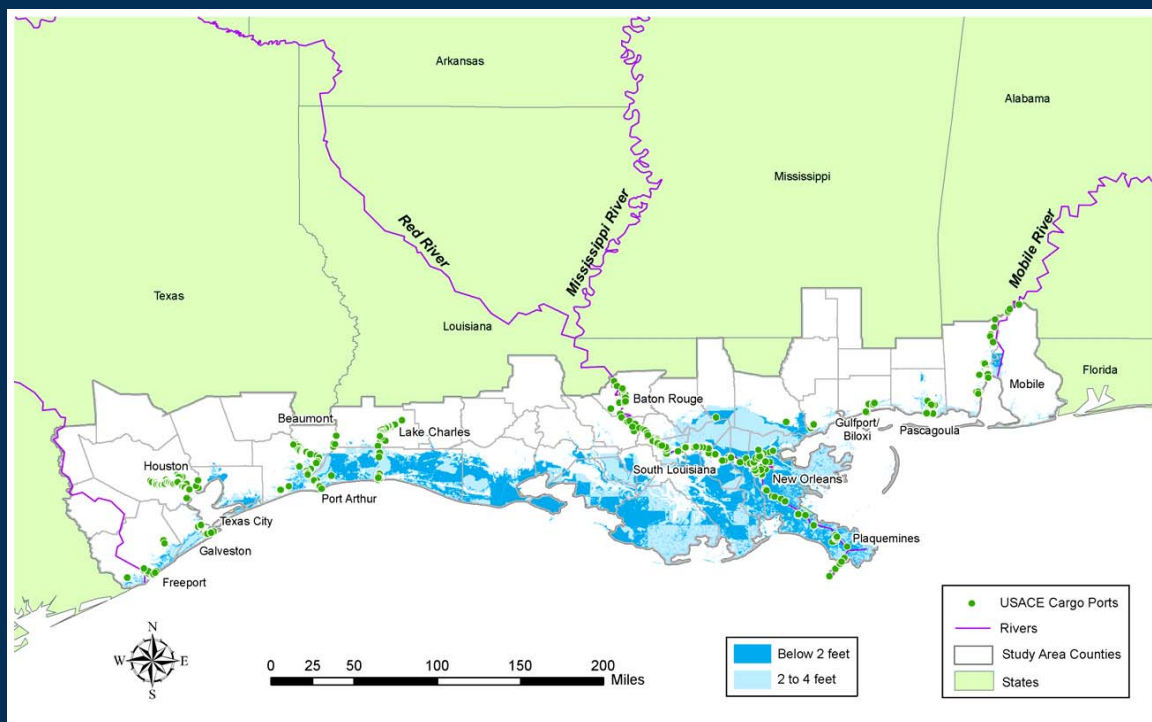 Arkansas
Alabama
Mississippi
Texas
Louisiana
Florida
Red River
Mississippi River
Mobile River
Beaumont
Houston
Lake Charles
Baton Rouge
Gulfport/
Biloxi
Pascagoula
Mobile
South Louisiana
New Orleans
Port Arthur
Texas City
Galveston
Freeport
Plaquemines
N
W E
S
0 25 50 100 150 200
Miles
Below 2 feet
2 to 4 feet
USACE Cargo Ports
Rivers
Study Area Counties
States